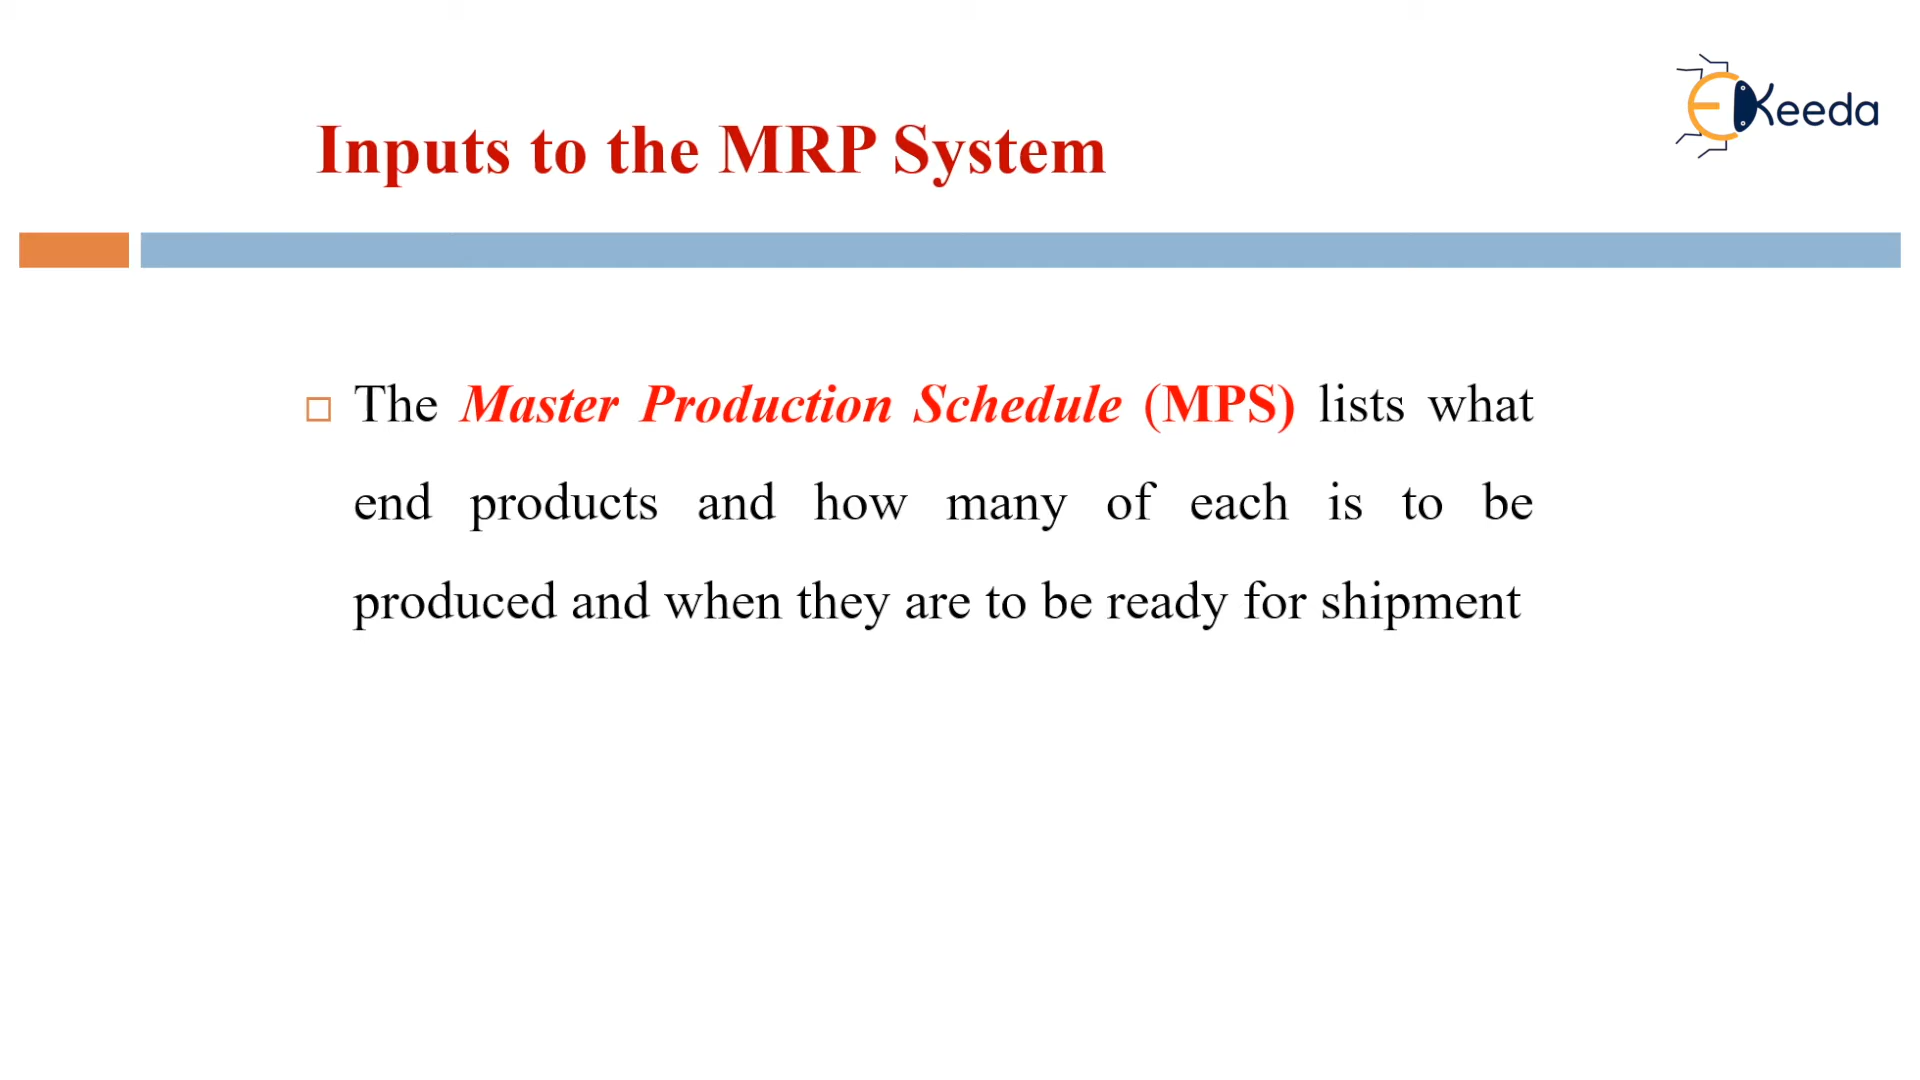 Inputs to the MRP System
EKeeda
The Master Production Schedule (MPS) lists what
end products and how many of each is to be
produced and when they are to be ready for shipment